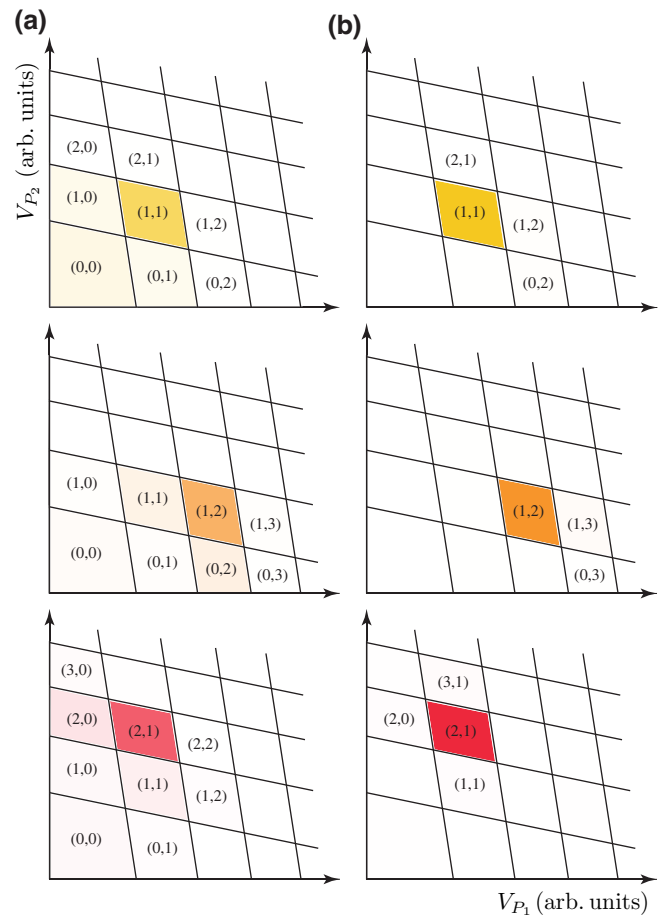 (a) (b)
V_{P_2} (arb. units)
(2,0) (2,1)
(1,0) (1,1) (1,2)
(0,0) (0,1) (0,2)
(2,1)
(1,1) (1,2)
(0,2)
(1,0) (1,1) (1,2) (1,3)
(0,0) (0,1) (0,2) (0,3)
(1,2) (1,3)
(0,3)
(3,0)
(2,0) (2,1) (2,2)
(1,0) (1,1) (1,2)
(0,0) (0,1)
(3,1)
(2,0) (2,1)
(1,1)
V_{P_1} (arb. units)